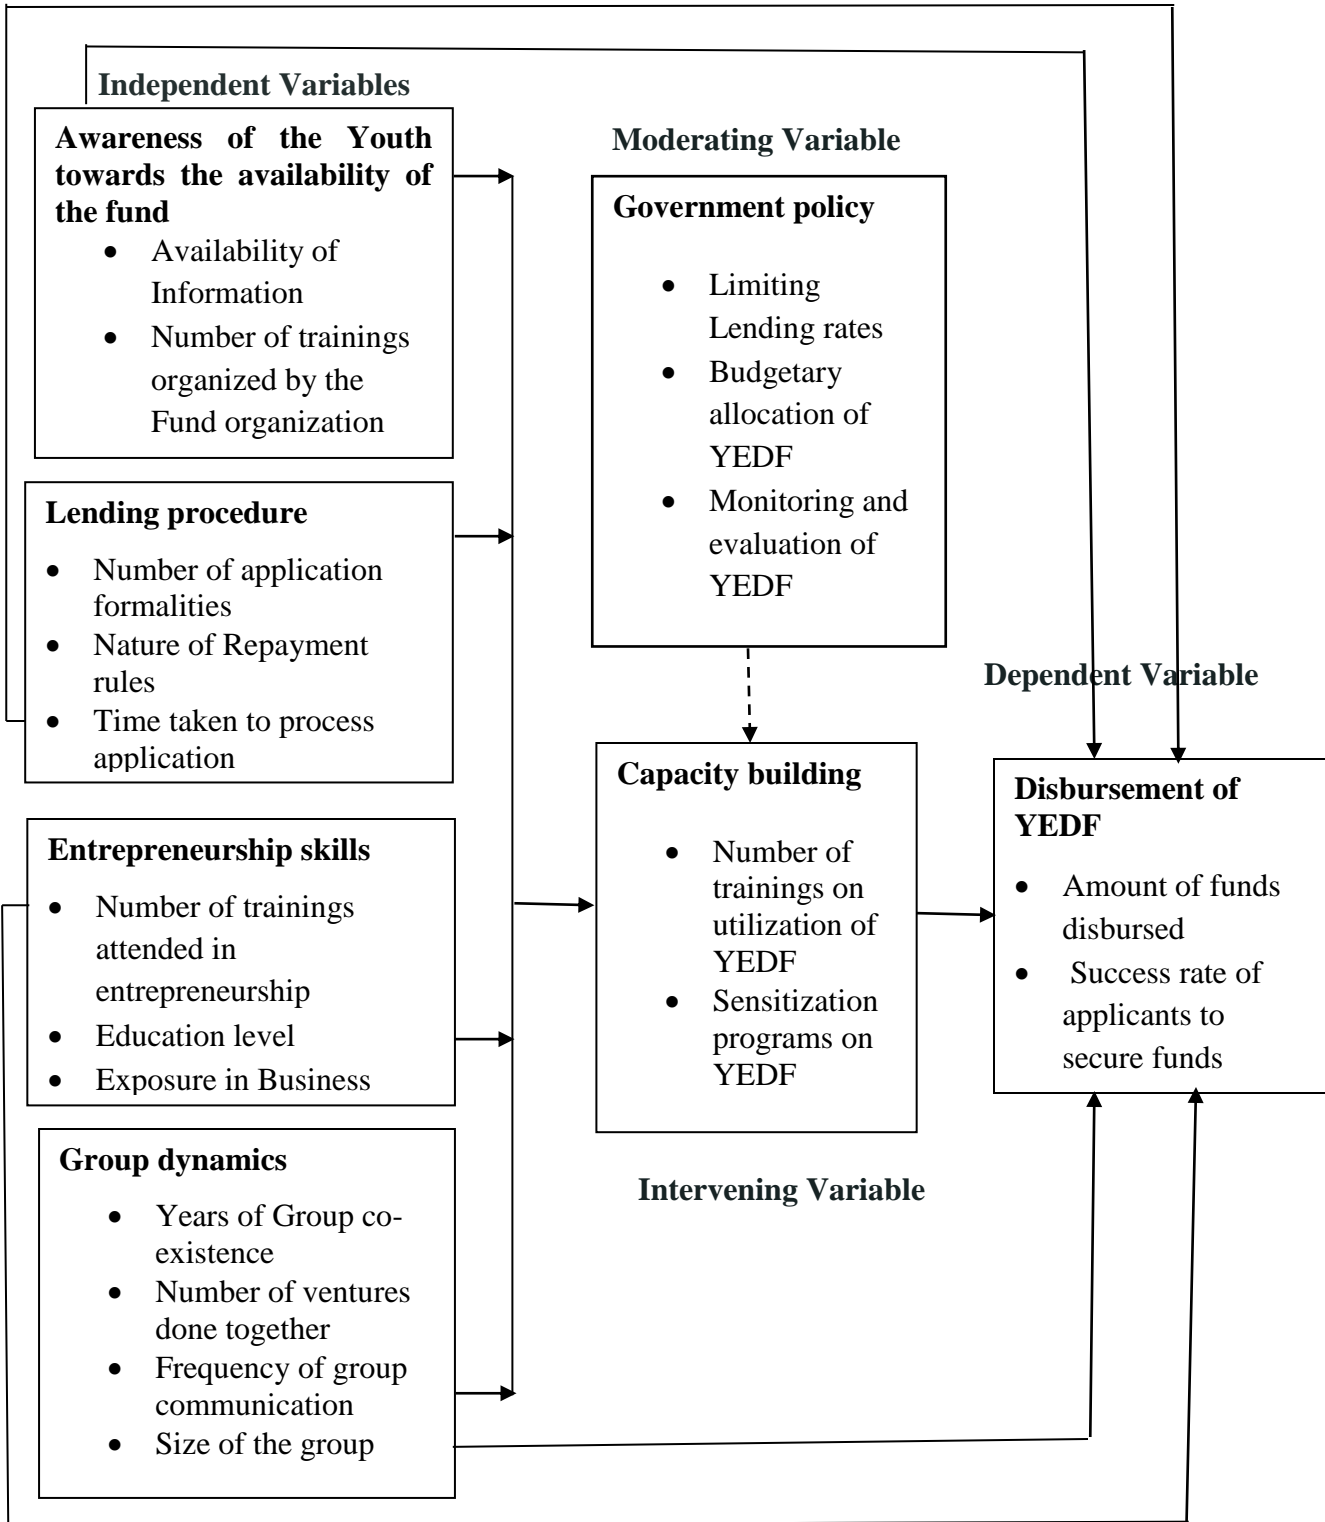 Independent Variables
Awareness of the Youth
towards the availability of
the fund
• Availability of
Information
• Number of trainings
organized by the
Fund organization
Lending procedure
• Number of application
formalities
• Nature of Repayment
rules
• Time taken to process
application
Entrepreneurship skills
• Number of trainings
attended in
entrepreneurship
• Education level
• Exposure in Business
Group dynamics
• Years of Group co-
existence
• Number of ventures
done together
• Frequency of group
communication
• Size of the group
Moderating Variable
Government policy
• Limiting
Lending rates
• Budgetary
allocation of
YEDF
• Monitoring and
evaluation of
YEDF
Capacity building
• Number of
trainings on
utilization of
YEDF
• Sensitization
programs on
YEDF
Intervening Variable
Dependent Variable
Disbursement of
YEDF
• Amount of funds
disbursed
• Success rate of
applicants to
secure funds